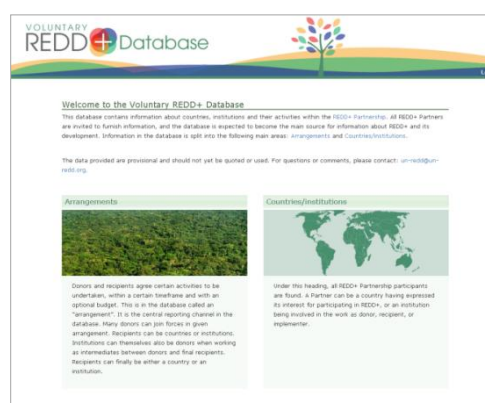 VOLUNTARY
REDD+ Database
Welcome to the Voluntary REDD+ Database
This database contains information about countries, institutions and their activities within the REDD+ Partnership. All REDD+ Partners
are invited to furnish information, and the database is expected to become the main source for information about REDD+ and its
development. Information in the database is split into the following main areas: Arrangements and Countries/institutions.
The data provided are provisional and should not yet be quoted or used. For questions or comments, please contact: un-redd@un-
redd.org.
Arrangements
Donors and recipients agree certain activities to be
undertaken, within a certain timeframe and with an
optional budget. This is in the database called an
"arrangement". It is the central reporting channel in the
database. Many donors can join forces in given
arrangement. Recipients can be countries or institutions.
Institutions can themselves also be donors when working
as intermediates between donors and final recipients.
Recipients can finally be either a country or an
institution.
Countries/institutions
Under this heading, all REDD+ Partnership participants
are found. A Partner can be a country having expressed
its interest for participating in REDD+, or an institution
being involved in the work as donor, recipient, or
implementer.